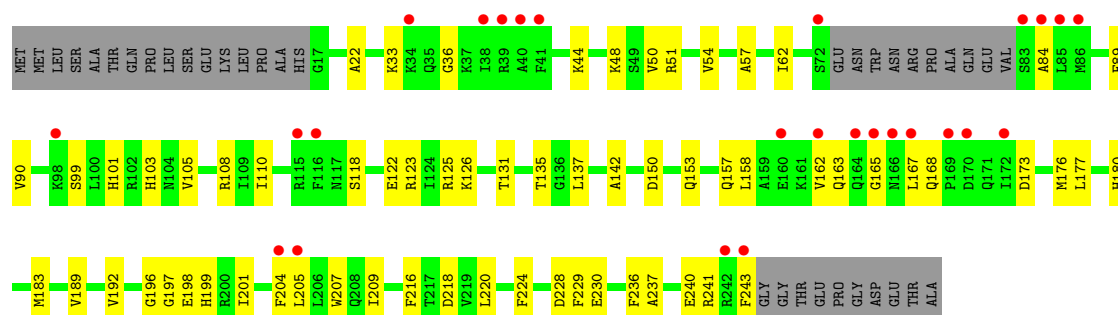 MET MET LEU SER ALA THR GLN PRO LEU SER GLU LYS LEU PRO ALA HIS G17 A22 K33 K34 Q35 G36 K37 I38 R39 A40 F41 K44 K48 S49 V50 R51 V54 A57 I62 S72 GLU ASN TRP ASN ARG PRO ALA GLN GLU VAL S83 A84 L85 M86
V90 K98 S99 L100 H101 R102 H103 N104 V105 R108 I109 I110 R115 F116 N117 S118 E122 R123 I124 R125 K126 T131 T135 G136 L137 A142 D150 Q153 Q157 L158 A159 E160 K161 V162 Q163 Q164 G165 N166 L167 Q168 P169 D170 Q171 I172 D173 M176 L177 H180
M183 V189 V192 G196 G197 E198 H199 R200 I201 F204 L205 L206 W207 Q208 I209 F216 T217 D218 V219 L220 F224 D228 F229 E230 F236 A237 E240 R241 R242 F243 GLY GLY THR GLU PRO GLY ASP GLU THR ALA